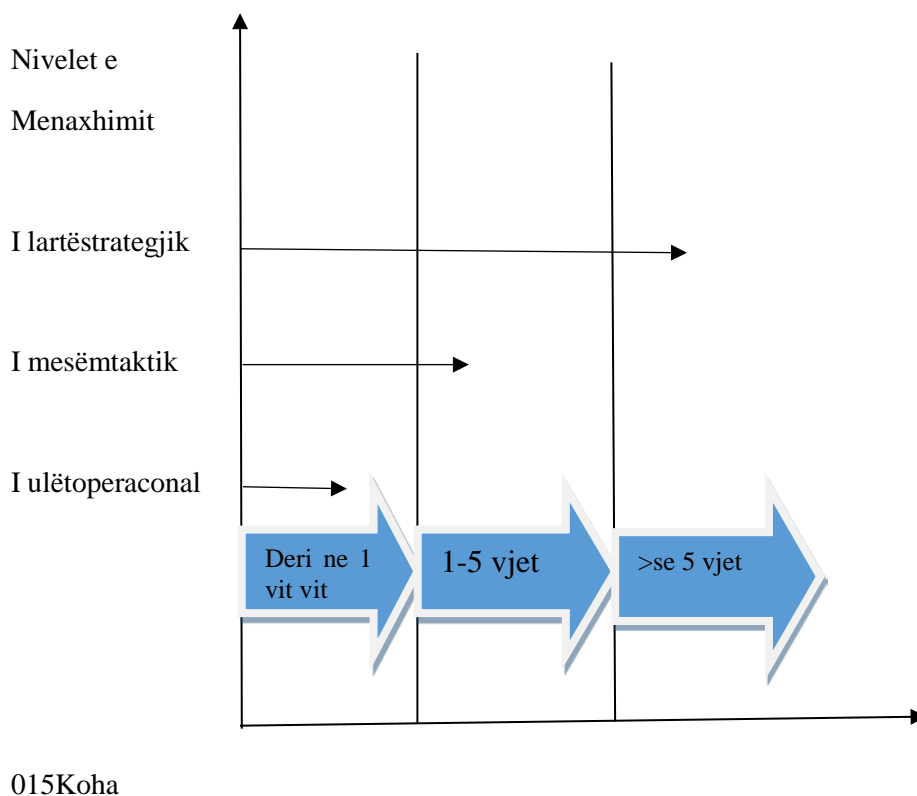 Nivelet e
Menaxhimit
I lartëstrategjik
I mesëmtaktik
I ulëtoperaconal
Deri ne 1
vit vit
1-5 vjet
>se 5 vjet
015Koha